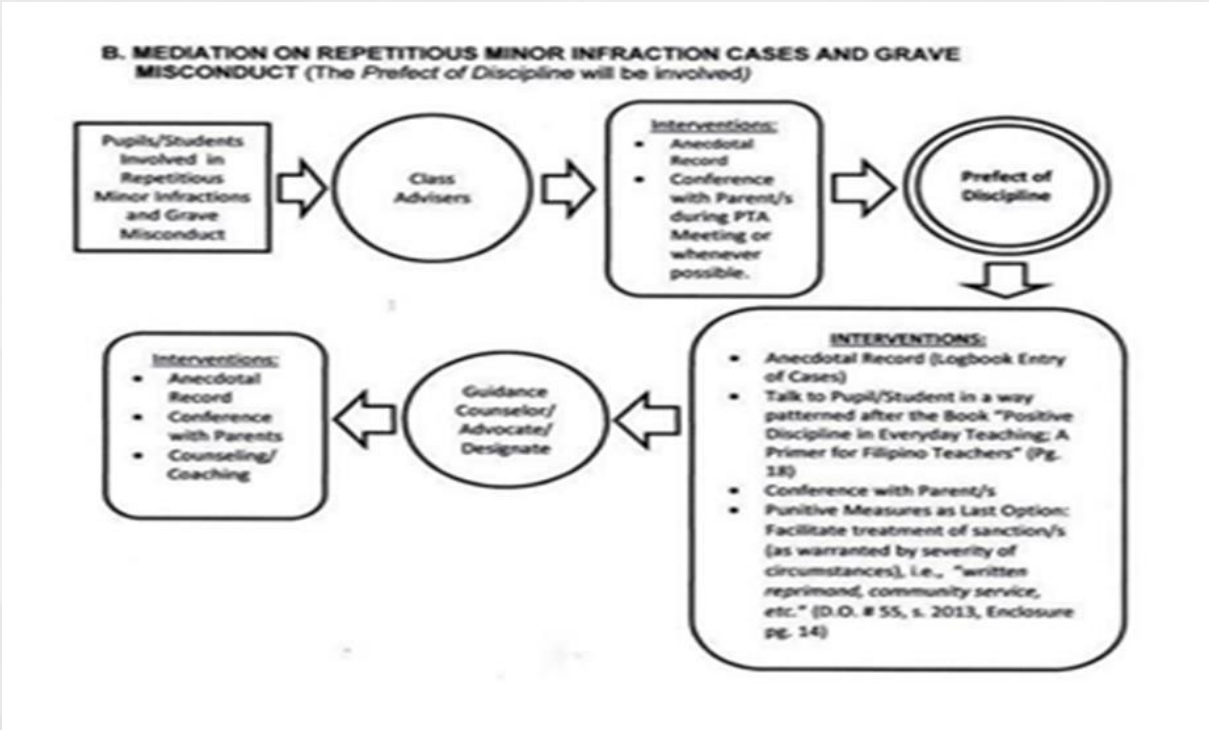 B. MEDIATION ON REPETITIOUS MINOR INFRACTION CASES AND GRAVE
MISCONDUCT (The Prefect of Discipline will be involved)
Pupils/Students
Involved in
Repetitious
Minor Infractions
and Grave
Misconduct
Class
Advisers
Interventions:
• Anecdotal
Record
• Conference
with Parent/s
during PTA
Meeting or
whenever
possible.
Prefect of
Discipline
INTERVENTIONS:
• Anecdotal Record (Logbook Entry
of Cases)
• Talk to Pupil/Student in a way
patterned after the Book "Positive
Discipline in Everyday Teaching; A
Primer for Filipino Teachers" (Pg.
18)
• Conference with Parent/s
• Punitive Measures as Last Option:
Facilitate treatment of sanction/s
(as warranted by severity of
circumstances), i.e., "written
reprimand, community service,
etc." (D.O. # 55, s. 2013, Enclosure
pg. 14)
Guidance
Counselor/
Advocate/
Designate
Interventions:
• Anecdotal
Record
• Conference
with Parents
• Counseling/
Coaching